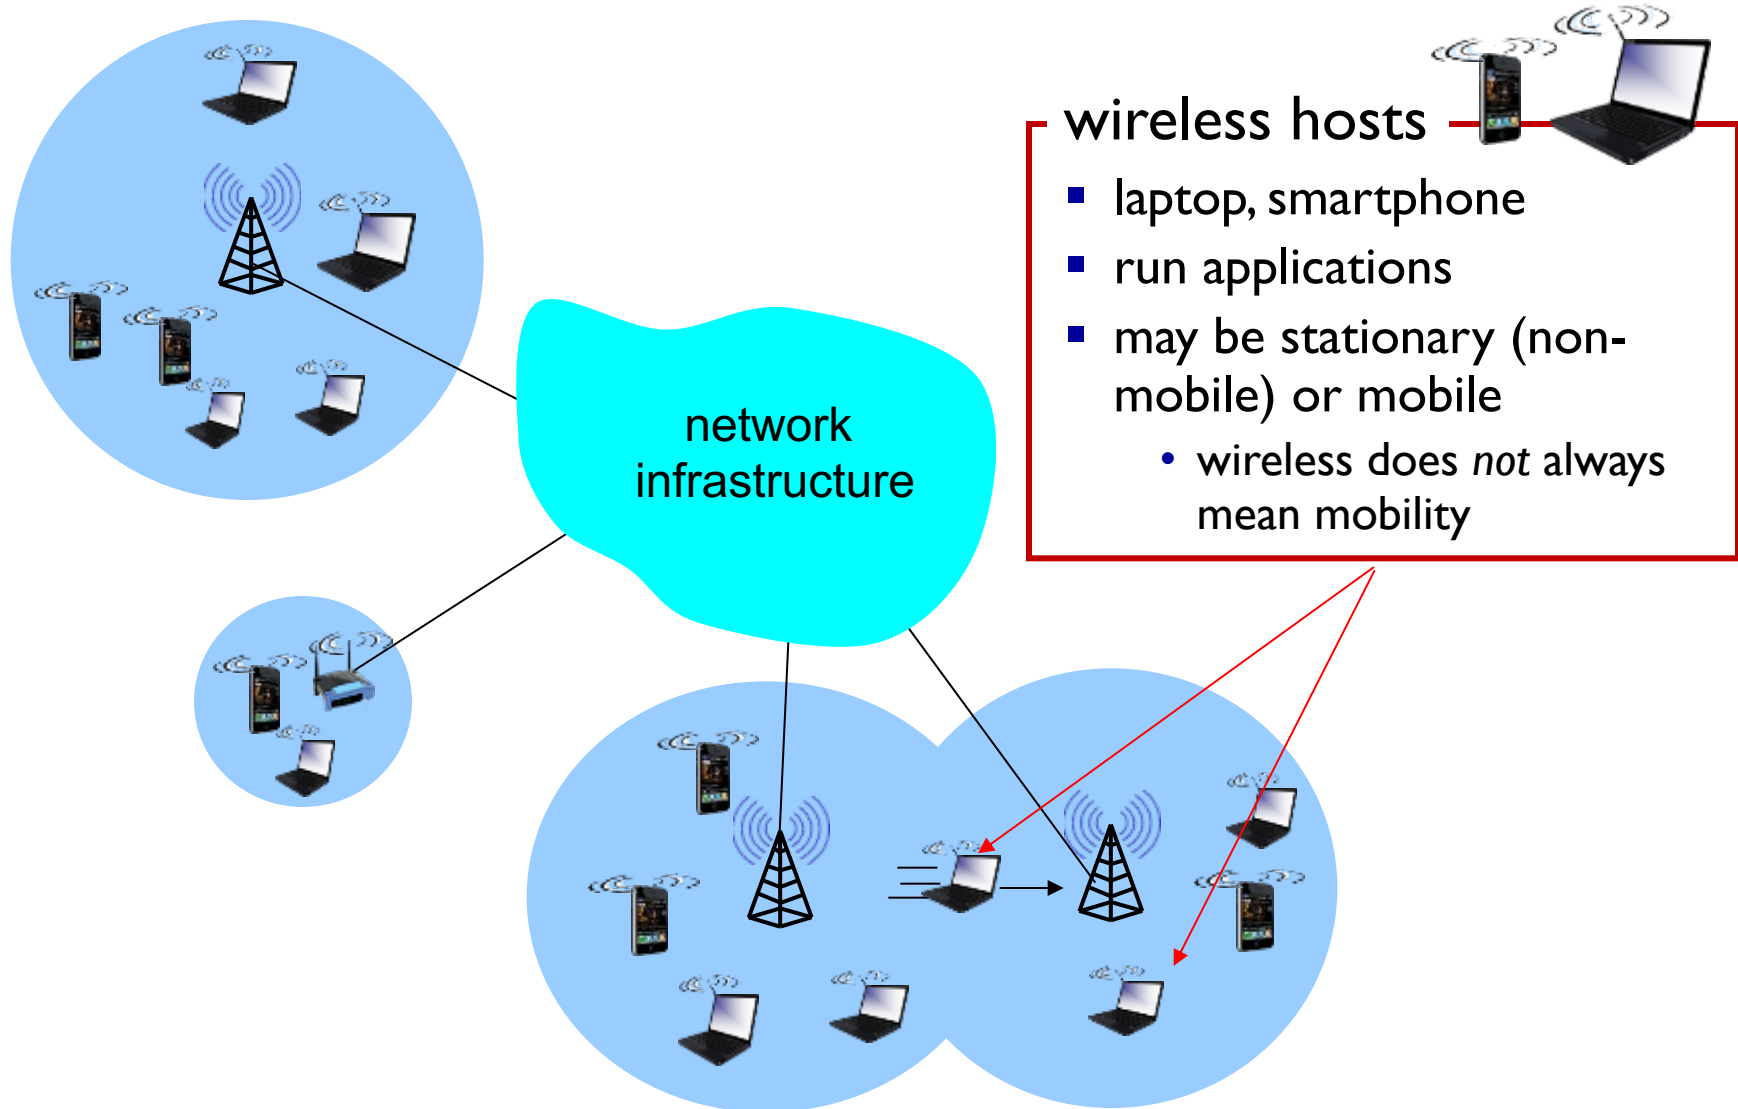 wireless hosts
▪ laptop, smartphone
▪ run applications
▪ may be stationary (non-
mobile) or mobile
• wireless does not always
mean mobility
network
infrastructure